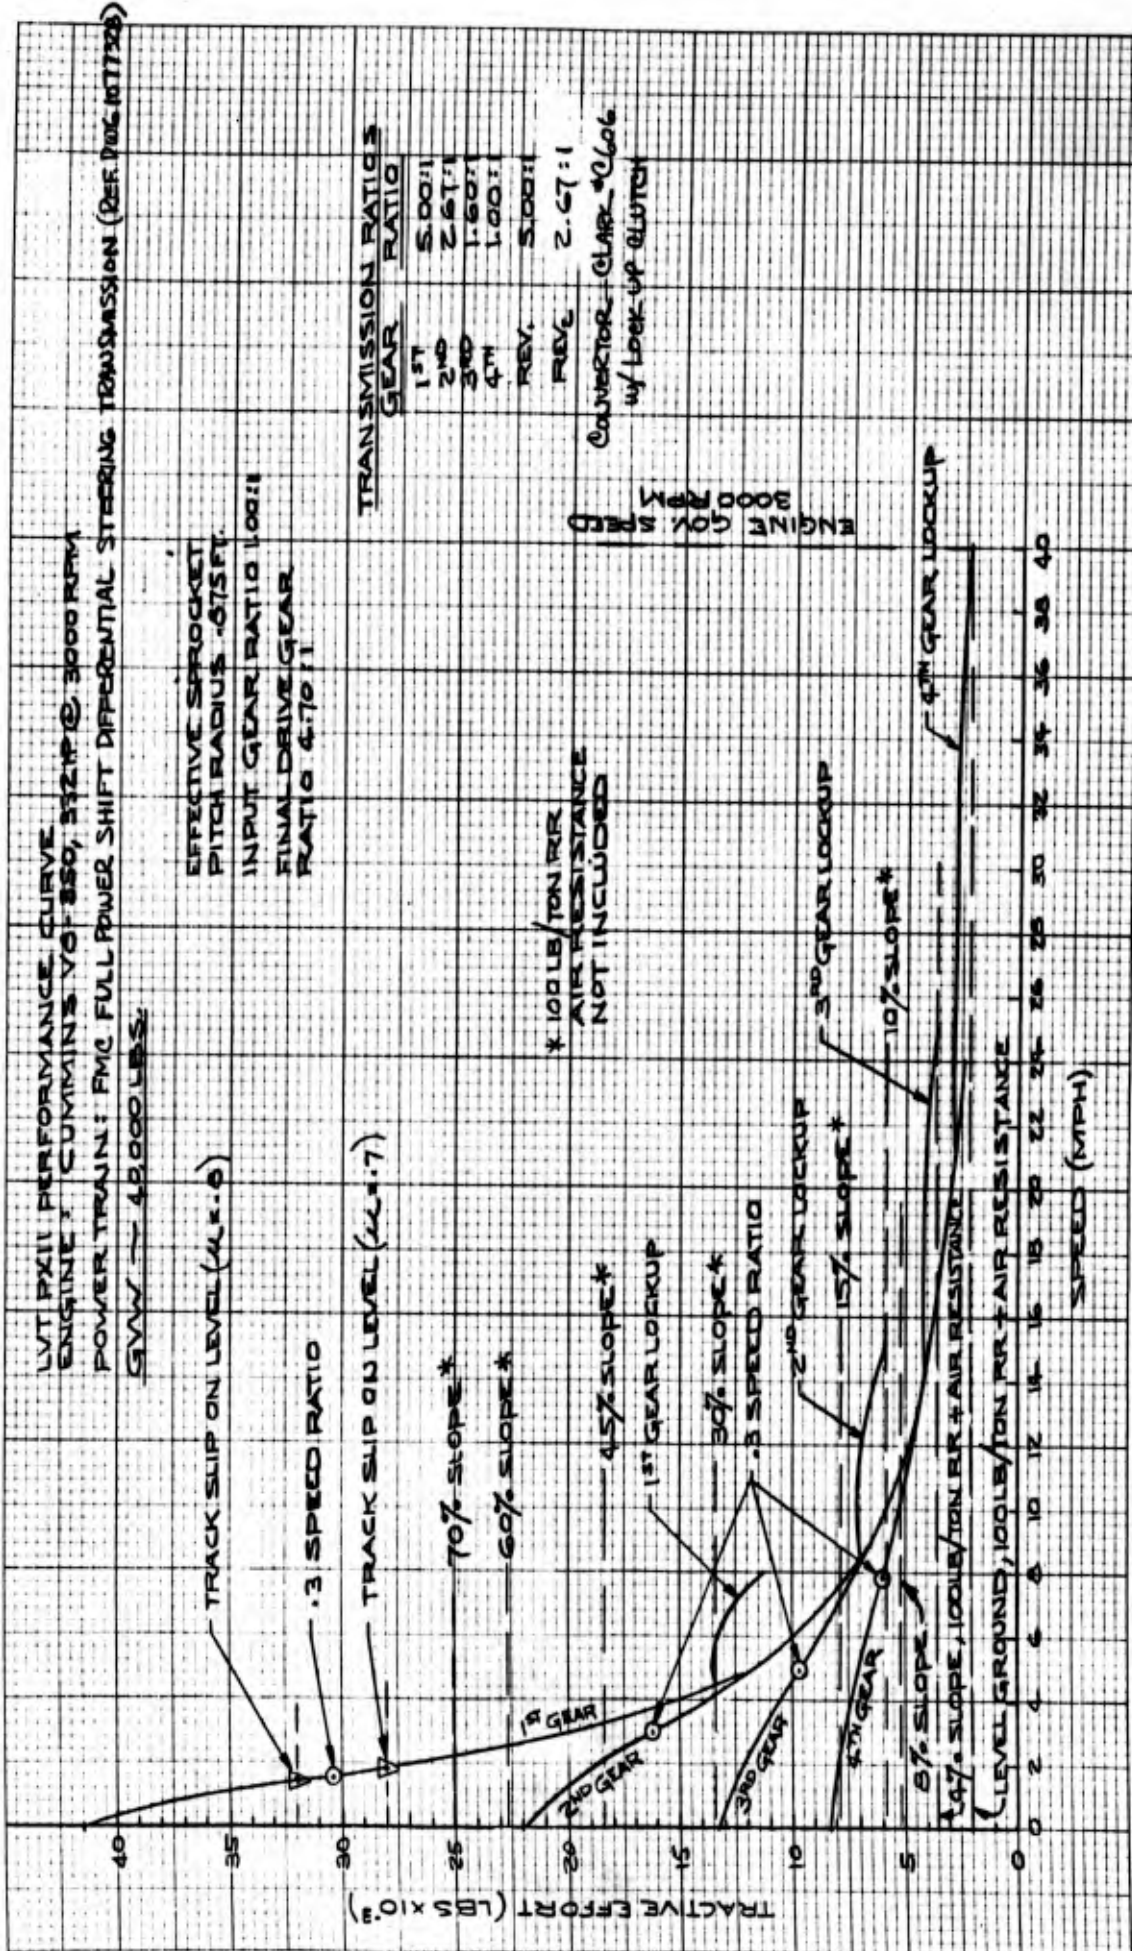 LVT PXII PERFORMANCE CURVE
ENGINE: CUMMINS V8-850, 392HP @ 3000 RPM
POWER TRAIN: FMC FULL POWER SHIFT DIFFERENTIAL STEERING TRANSMISSION (REF. DWG
GVW ~ 40,000 LBS.
EFFECTIVE SPROCKET
PITCH RADIUS .875 FT.
INPUT GEAR RATIO 1.00:1
FINAL DRIVE GEAR
RATIO 4.70:1
TRANSMISSION RATIOS
GEAR RATIO
1ST 5.00:1
2ND 2.67:1
3RD 1.60:1
4TH 1.00:1
REV. 5.00:1
REV2 2.67:1
CONVERTOR-CLARK #C606
W/ LOCK UP CLUTCH
TRACK SLIP ON LEVEL (μ=.8)
.3 SPEED RATIO
TRACK SLIP ON LEVEL (μ=.7)
70% SLOPE*
60% SLOPE*
45% SLOPE*
1ST GEAR LOCKUP
30% SLOPE*
.3 SPEED RATIO
2ND GEAR LOCKUP
15% SLOPE*
3RD GEAR LOCKUP
10% SLOPE*
4TH GEAR LOCKUP
* 100 LB/TON RR
AIR RESISTANCE
NOT INCLUDED
ENGINE GOV. SPEED
3000 RPM
1ST GEAR
2ND GEAR
3RD GEAR
4TH GEAR
8% SLOPE
4% SLOPE, 100LB/TON RR + AIR RESISTANCE
LEVEL GROUND, 100LB/TON RR + AIR RESISTANCE
TRACTIVE EFFORT (LBS × 10⁻³)
40
35
30
25
20
15
10
5
0
0 2 4 6 8 10 12 14 16 18 20 22 24 26 28 30 32 34 36 38 40
SPEED (MPH)